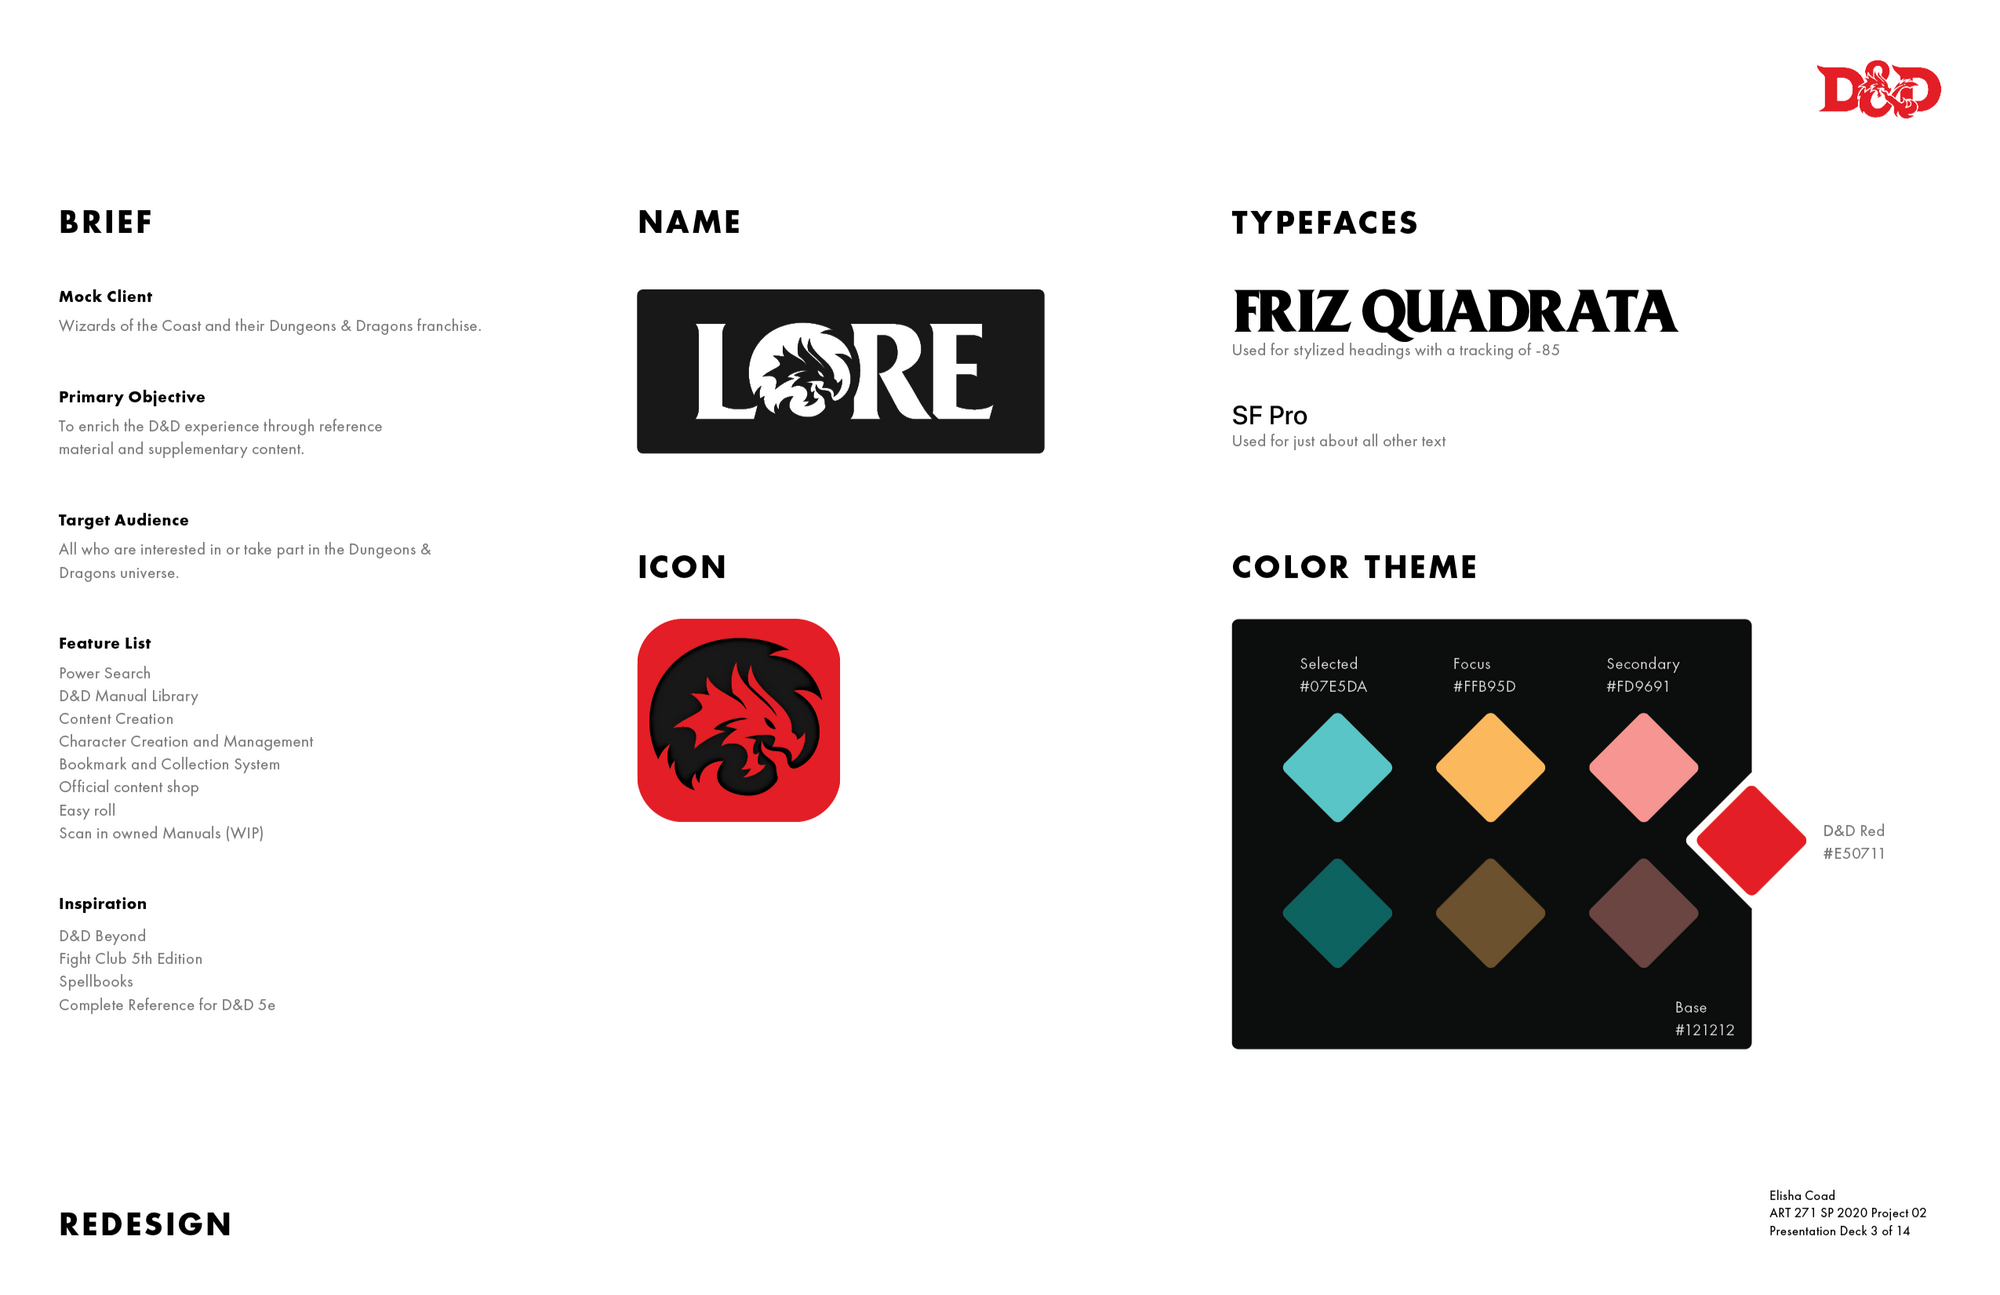 D&D
BRIEF
Mock Client
Wizards of the Coast and their Dungeons & Dragons franchise.
Primary Objective
To enrich the D&D experience through reference
material and supplementary content.
Target Audience
All who are interested in or take part in the Dungeons &
Dragons universe.
Feature List
Power Search
D&D Manual Library
Content Creation
Character Creation and Management
Bookmark and Collection System
Official content shop
Easy roll
Scan in owned Manuals (WIP)
Inspiration
D&D Beyond
Fight Club 5th Edition
Spellbooks
Complete Reference for D&D 5e
NAME
LORE
ICON
TYPEFACES
FRIZ QUADRATA
Used for stylized headings with a tracking of -85
SF Pro
Used for just about all other text
COLOR THEME
Selected
#07E5DA
Focus
#FFB95D
Secondary
#FD9691
D&D Red
#E50711
Base
#121212
REDESIGN
Elisha Coad
ART 271 SP 2020 Project 02
Presentation Deck 3 of 14